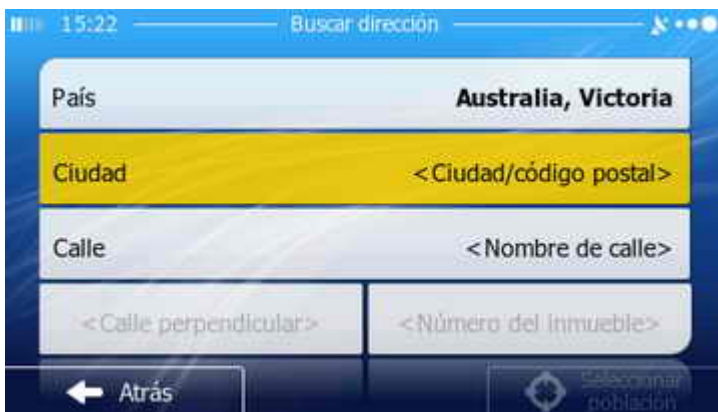 15:22 Buscar dirección
País Australia, Victoria
Ciudad <Ciudad/código postal>
Calle <Nombre de calle>
<Calle perpendicular> <Número del inmueble>
Atrás Seleccionar
población